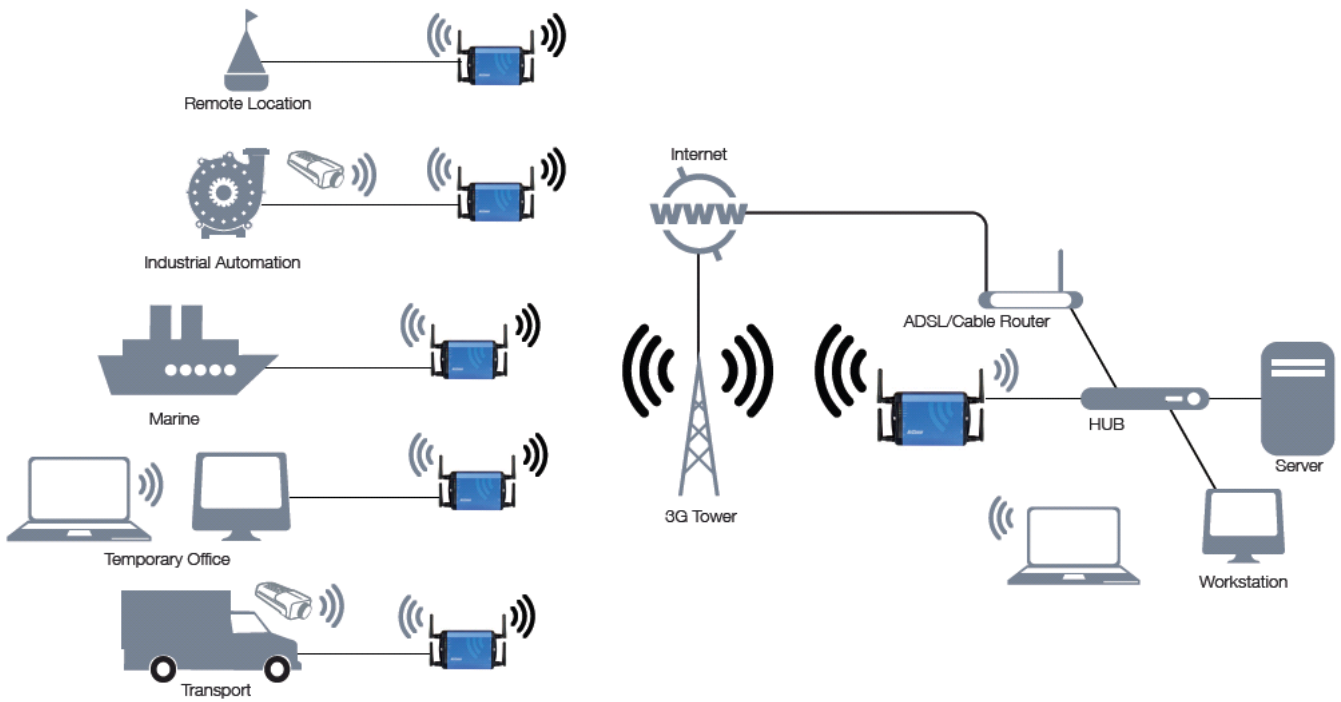 Remote Location
Industrial Automation
Marine
Temporary Office
Transport
Internet
WWW
3G Tower
ADSL/Cable Router
HUB
Server
Workstation